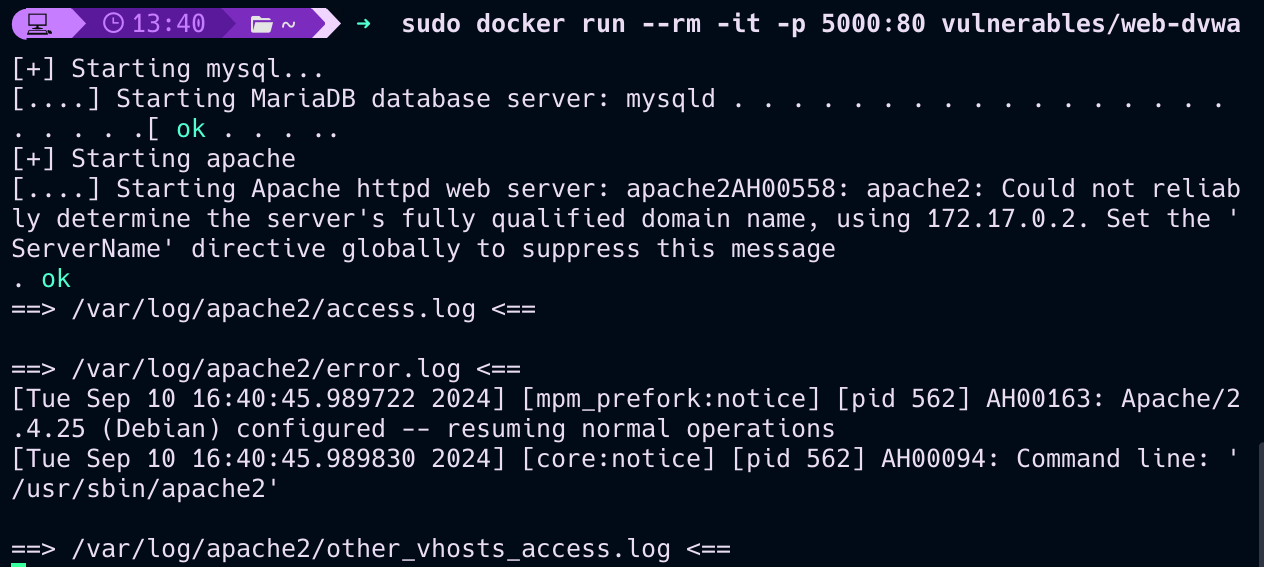 13:40 ~ → sudo docker run --rm -it -p 5000:80 vulnerables/web-dvwa
[+] Starting mysql...
[....] Starting MariaDB database server: mysqld . . . . . . . . . . . . . . . . .
. . . . .[ ok . . . ..
[+] Starting apache
[....] Starting Apache httpd web server: apache2AH00558: apache2: Could not reliab
ly determine the server's fully qualified domain name, using 172.17.0.2. Set the '
ServerName' directive globally to suppress this message
. ok
==> /var/log/apache2/access.log <==
==> /var/log/apache2/error.log <==
[Tue Sep 10 16:40:45.989722 2024] [mpm_prefork:notice] [pid 562] AH00163: Apache/2
.4.25 (Debian) configured -- resuming normal operations
[Tue Sep 10 16:40:45.989830 2024] [core:notice] [pid 562] AH00094: Command line: '
/usr/sbin/apache2'
==> /var/log/apache2/other_vhosts_access.log <==